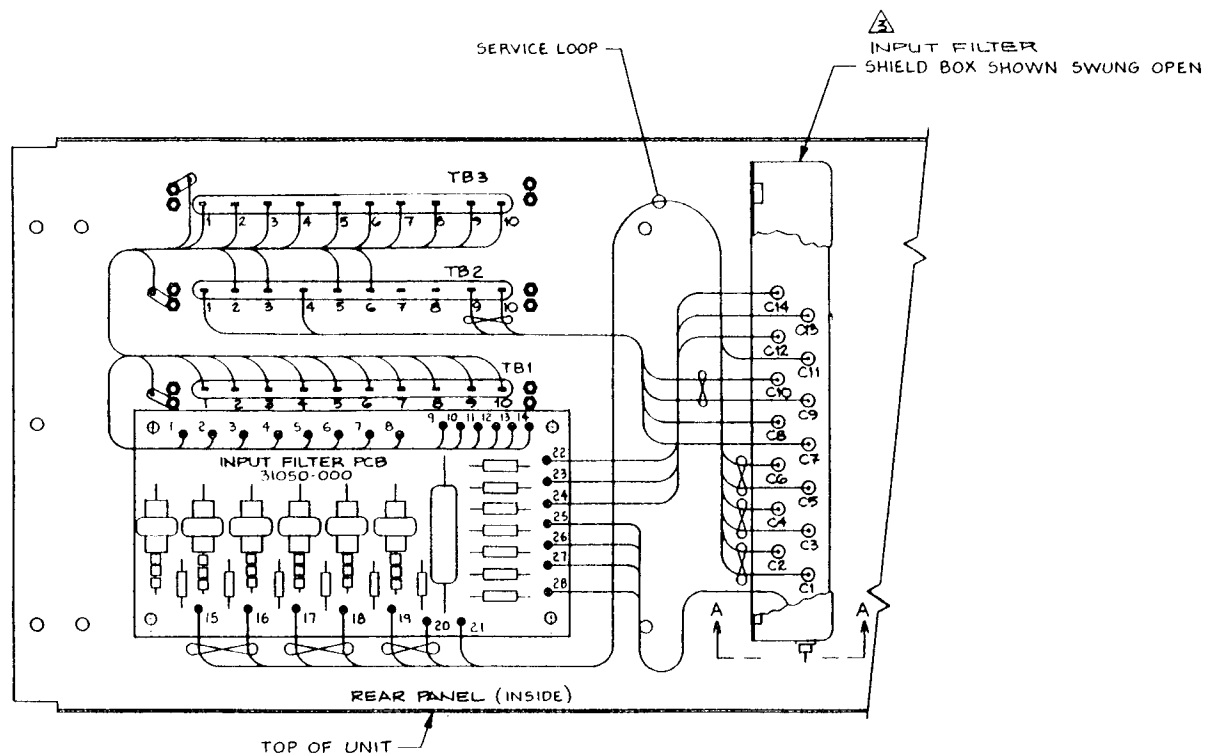 3
SERVICE LOOP
INPUT FILTER
SHIELD BOX SHOWN SWUNG OPEN
TB3
1 2 3 4 5 6 7 8 9 10
TB2
1 2 3 4 5 6 7 8 9 10
C14
C13
C12
C11
C10
C9
C8
C7
C6
C5
C4
C3
C2
C1
TB1
1 2 3 4 5 6 7 8 9 10
1 2 3 4 5 6 7 8 9 10 11 12 13 14
INPUT FILTER PCB
31050-000
22
23
24
25
26
27
28
15 16 17 18 19 20 21
A A
REAR PANEL (INSIDE)
TOP OF UNIT